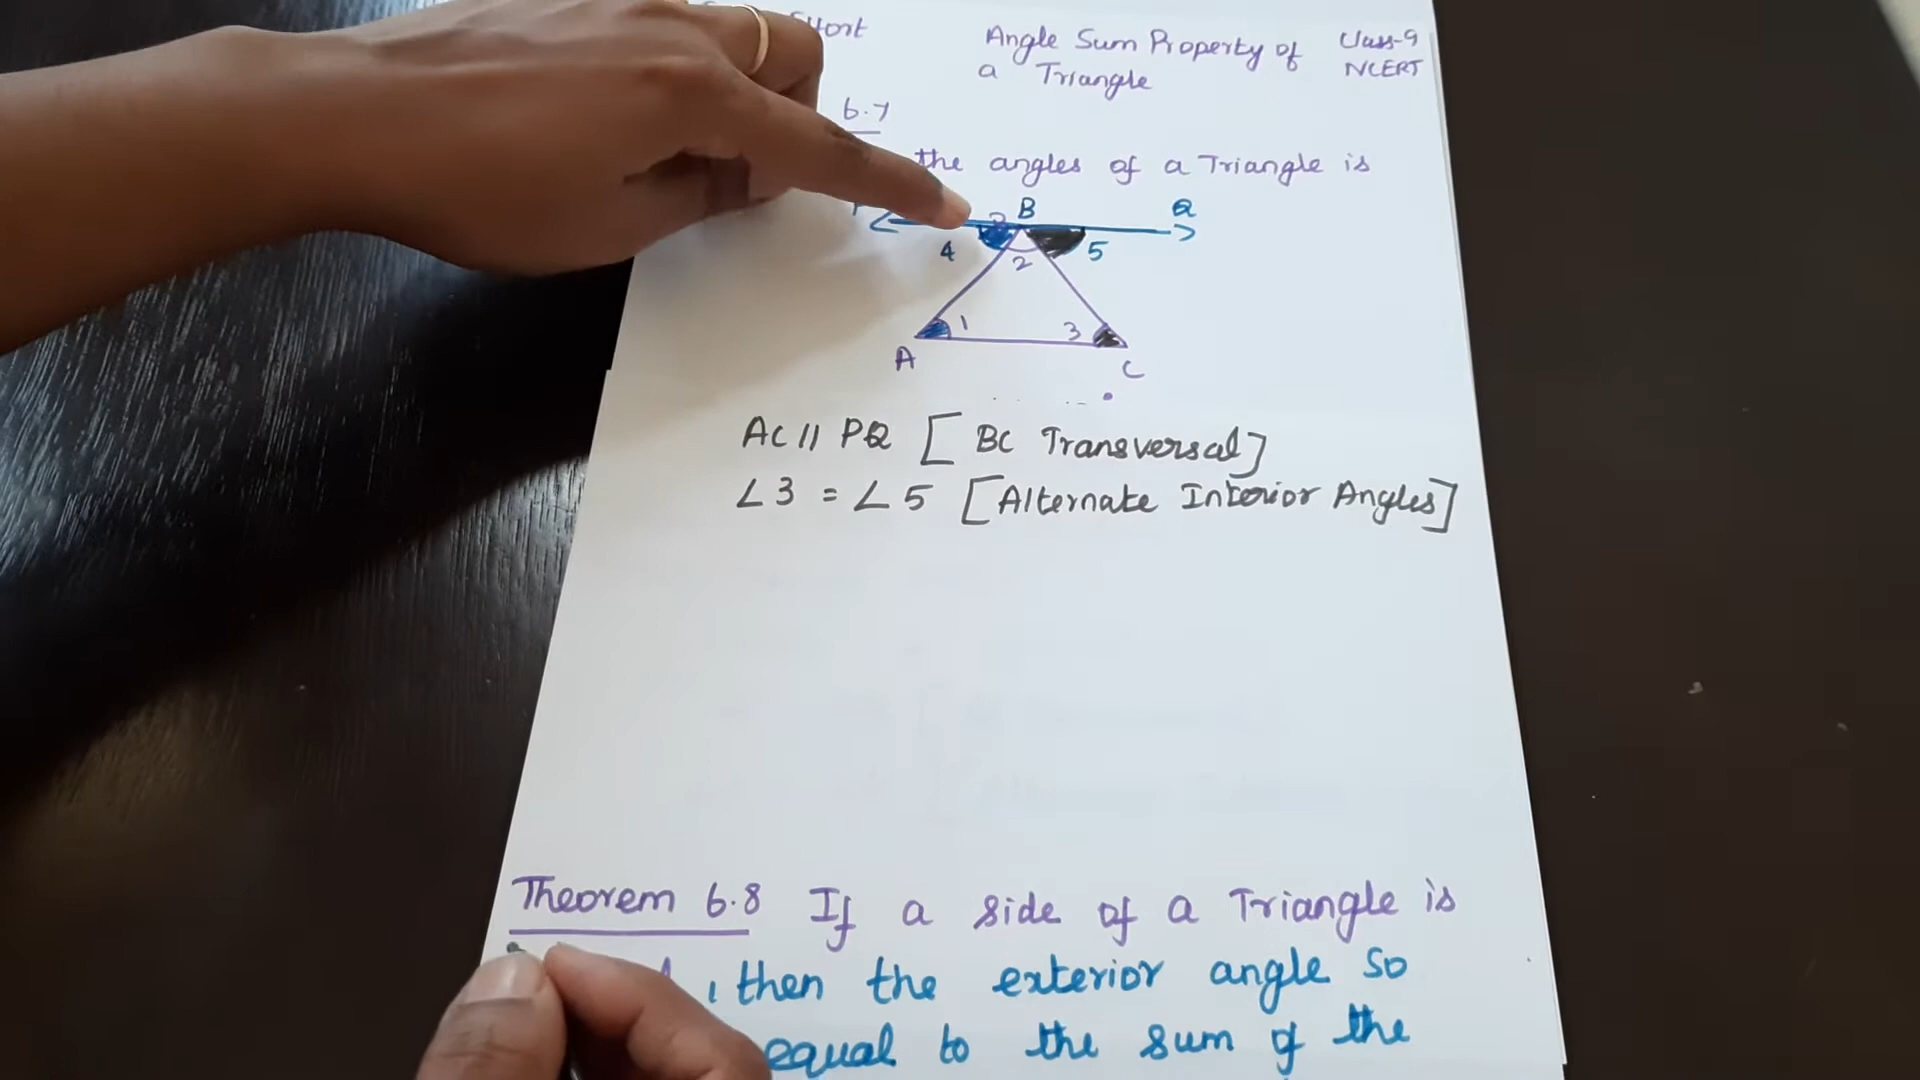 Angle Sum Property of
a Triangle
Class-9
NCERT
6.7
the angles of a Triangle is
B
Q
4
2
5
1
3
A
C
AC || PQ [ BC Transversal]
∠3 = ∠5 [Alternate Interior Angles]
Theorem 6.8 If a side of a Triangle is
, then the exterior angle so
equal to the sum of the